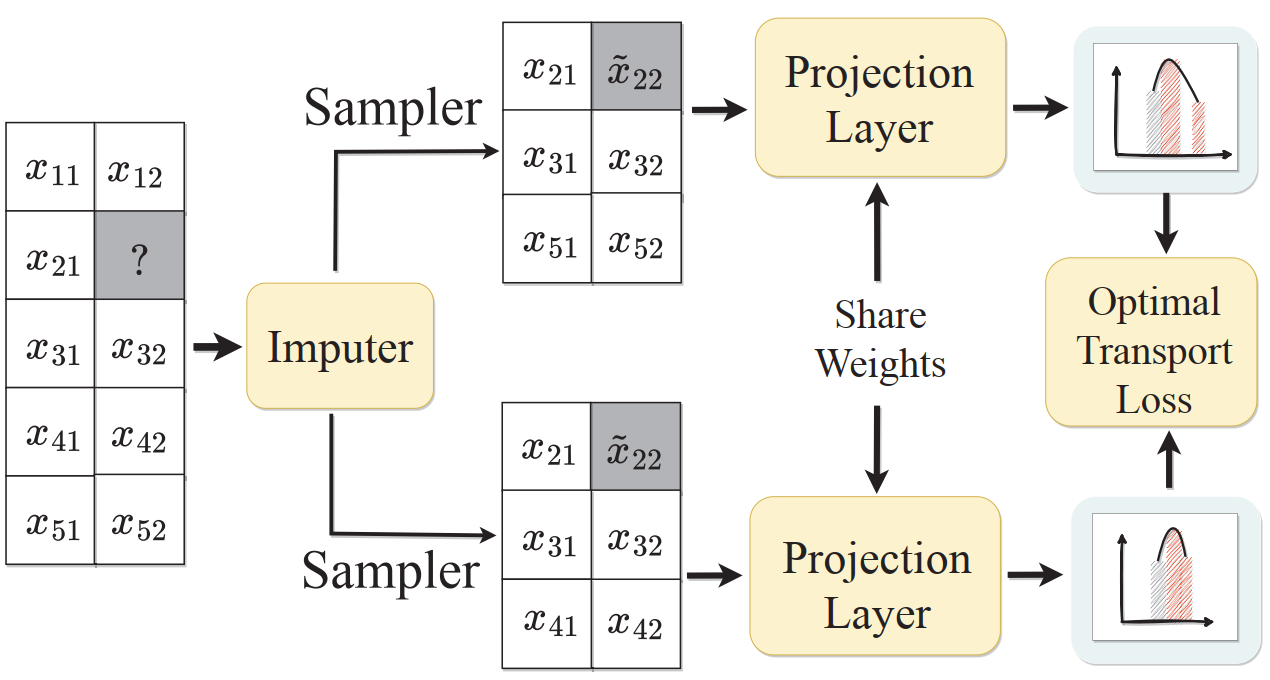 x11 x12
x21 ?
x31 x32
x41 x42
x51 x52
Imputer
Sampler
x21 x̃22
x31 x32
x51 x52
Projection
Layer
Share
Weights
Sampler
x21 x̃22
x31 x32
x41 x42
Projection
Layer
Optimal
Transport
Loss